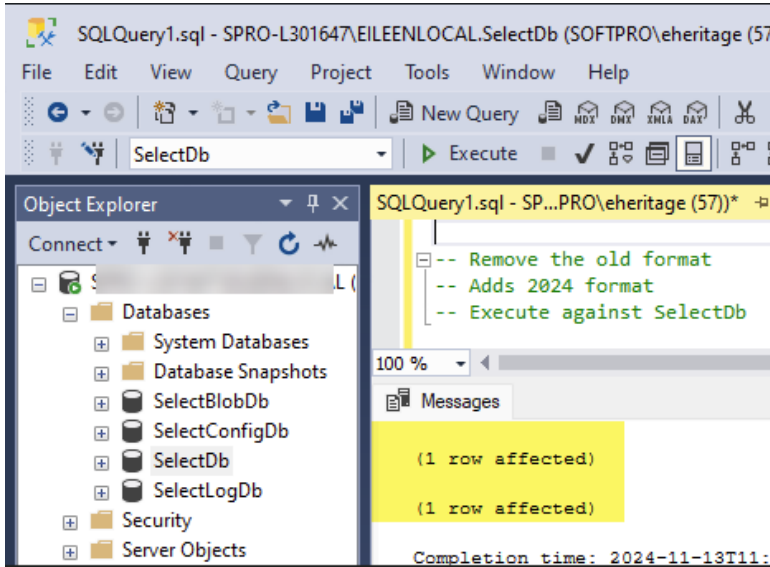 SQLQuery1.sql - SPRO-L301647\EILEENLOCAL.SelectDb (SOFTPRO\eheritage (57
File Edit View Query Project Tools Window Help
New Query MDX DMX XMLA DAX
SelectDb Execute
Object Explorer
Connect
L (
Databases
System Databases
Database Snapshots
SelectBlobDb
SelectConfigDb
SelectDb
SelectLogDb
Security
Server Objects
SQLQuery1.sql - SP...PRO\eheritage (57))*
-- Remove the old format
-- Adds 2024 format
-- Execute against SelectDb
100 %
Messages
(1 row affected)
(1 row affected)
Completion time: 2024-11-13T11: